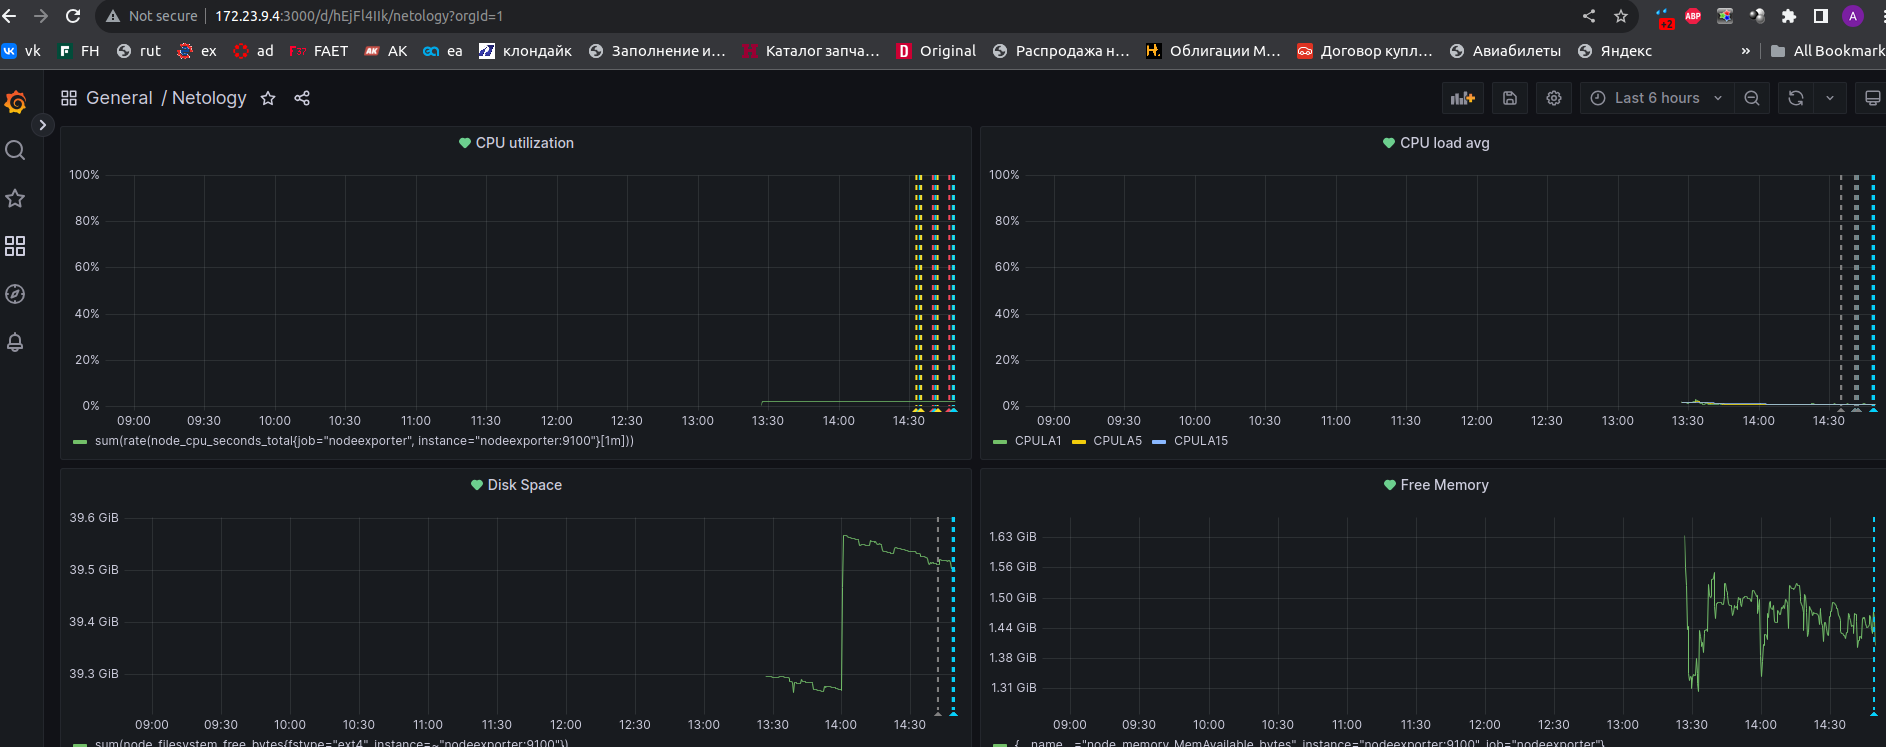 Not secure 172.23.9.4:3000/d/hEjFl4IIk/netology?orgId=1 +2 ABP A
vk FH rut ex ad F37 FAET AK AK ea клондайк Заполнение и... Каталог запча... D Original Распродажа н... Облигации М... Договор купл... Авиабилеты Яндекс » All Bookmark
General / Netology Last 6 hours
CPU utilization
100%
80%
60%
40%
20%
0%
09:00 09:30 10:00 10:30 11:00 11:30 12:00 12:30 13:00 13:30 14:00 14:30
sum(rate(node_cpu_seconds_total{job="nodeexporter", instance="nodeexporter:9100"}[1m]))
CPU load avg
100%
80%
60%
40%
20%
0%
09:00 09:30 10:00 10:30 11:00 11:30 12:00 12:30 13:00 13:30 14:00 14:30
CPULA1 CPULA5 CPULA15
Disk Space
39.6 GiB
39.5 GiB
39.4 GiB
39.3 GiB
09:00 09:30 10:00 10:30 11:00 11:30 12:00 12:30 13:00 13:30 14:00 14:30
sum(node_filesystem_free_bytes{fstype="ext4", instance=~"nodeexporter:9100"})
Free Memory
1.63 GiB
1.56 GiB
1.50 GiB
1.44 GiB
1.38 GiB
1.31 GiB
09:00 09:30 10:00 10:30 11:00 11:30 12:00 12:30 13:00 13:30 14:00 14:30
{__name__="node_memory_MemAvailable_bytes", instance="nodeexporter:9100", job="nodeexporter"}